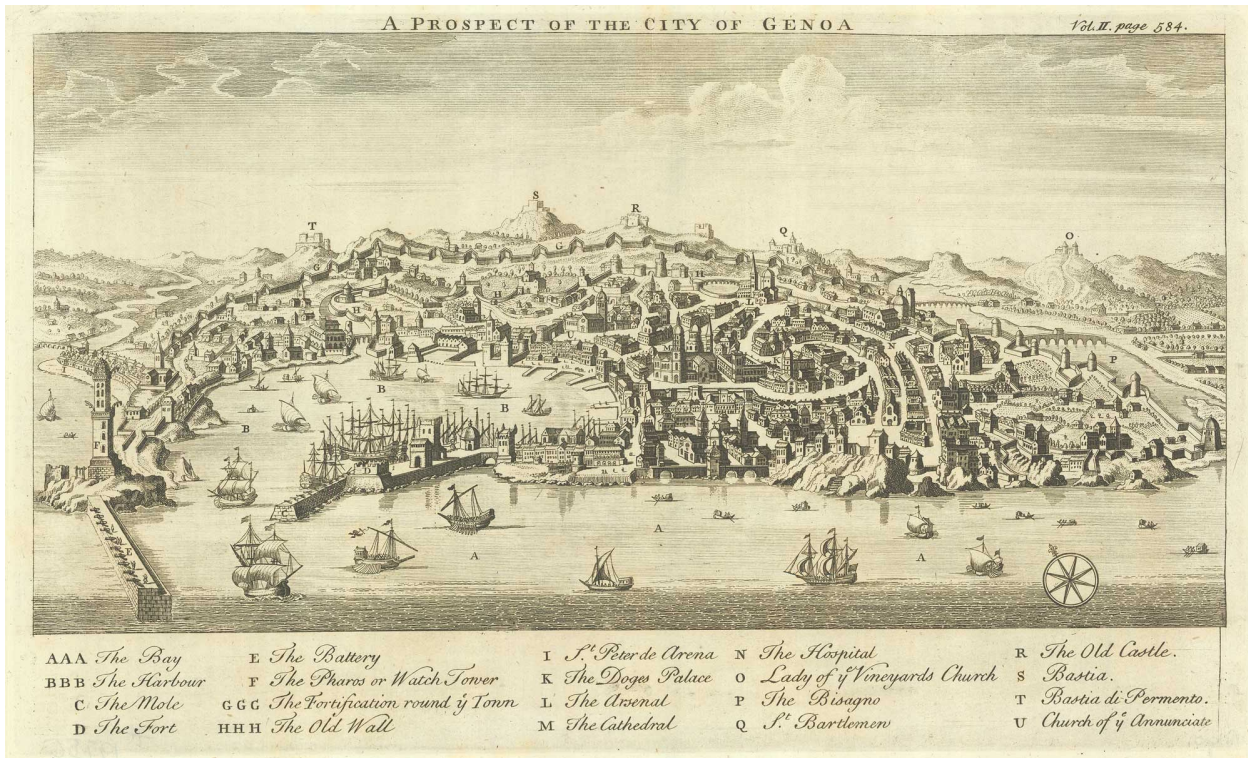 A PROSPECT OF THE CITY OF GENOA
Vol. II. page 584.
S
R
T
Q
O
G
G
H
H
H
P
B
B
B
F
C
A
A
A
E
AAA The Bay
BBB The Harbour
C The Mole
D The Fort
E The Battery
F The Pharos or Watch Tower
GGG The Fortification round ẏ Tonn
HHH The Old Wall
I S.t Peter de Arena
K The Doges Palace
L The Arsenal
M The Cathedral
N The Hospital
O Lady of ẙ Vineyards Church
P The Bisagno
Q S.t Bartlomen
R The Old Castle.
S Bastia.
T Bastia di Permento.
U Church of ẙ Annunciate